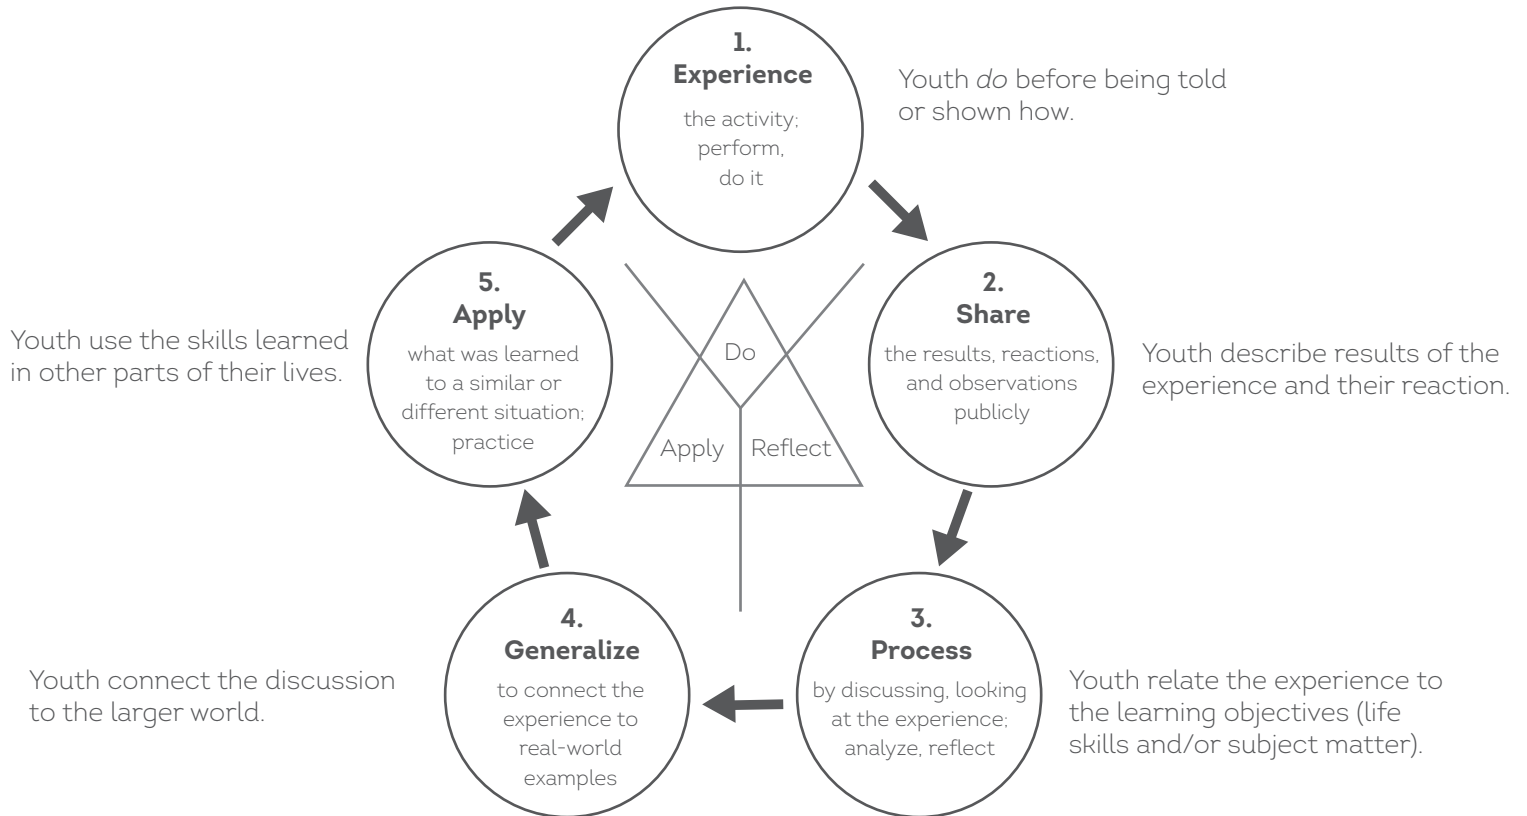 1.
Experience
the activity;
perform,
do it
Youth do before being told
or shown how.
2.
Share
the results, reactions,
and observations
publicly
Youth describe results of the
experience and their reaction.
3.
Process
by discussing, looking
at the experience;
analyze, reflect
Youth relate the experience to
the learning objectives (life
skills and/or subject matter).
4.
Generalize
to connect the
experience to
real-world
examples
Youth connect the discussion
to the larger world.
5.
Apply
what was learned
to a similar or
different situation;
practice
Youth use the skills learned
in other parts of their lives.
Do
Apply
Reflect